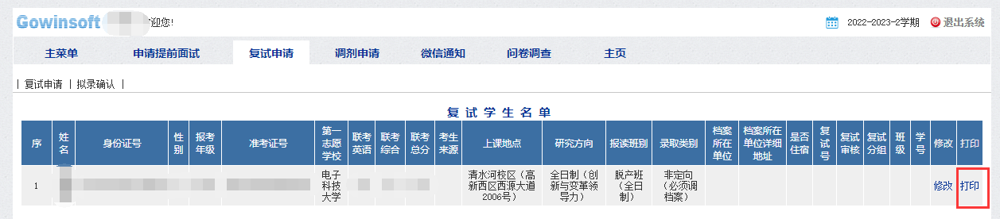 Gowinsoft 迎您!
2022-2023-2学期 退出系统
主菜单 申请提前面试 复试申请 调剂申请 微信通知 问卷调查 主页
| 复试申请 | 拟录确认 |
复试学生名单
序 姓名 身份证号 性别 报考年级 准考证号 第一志愿学校 联考英语 联考综合 联考总分 考生来源 上课地点 研究方向 报读班别 录取类别 档案所在单位 档案所在单位详细地址 是否住宿 复试号 复试审核 复试分组 班级 学号 修改 打印
1 电子科技大学 清水河校区（高新西区西源大道2006号） 全日制（创新与变革领导力） 脱产班（全日制） 非定向（必须调档案） 修改 打印